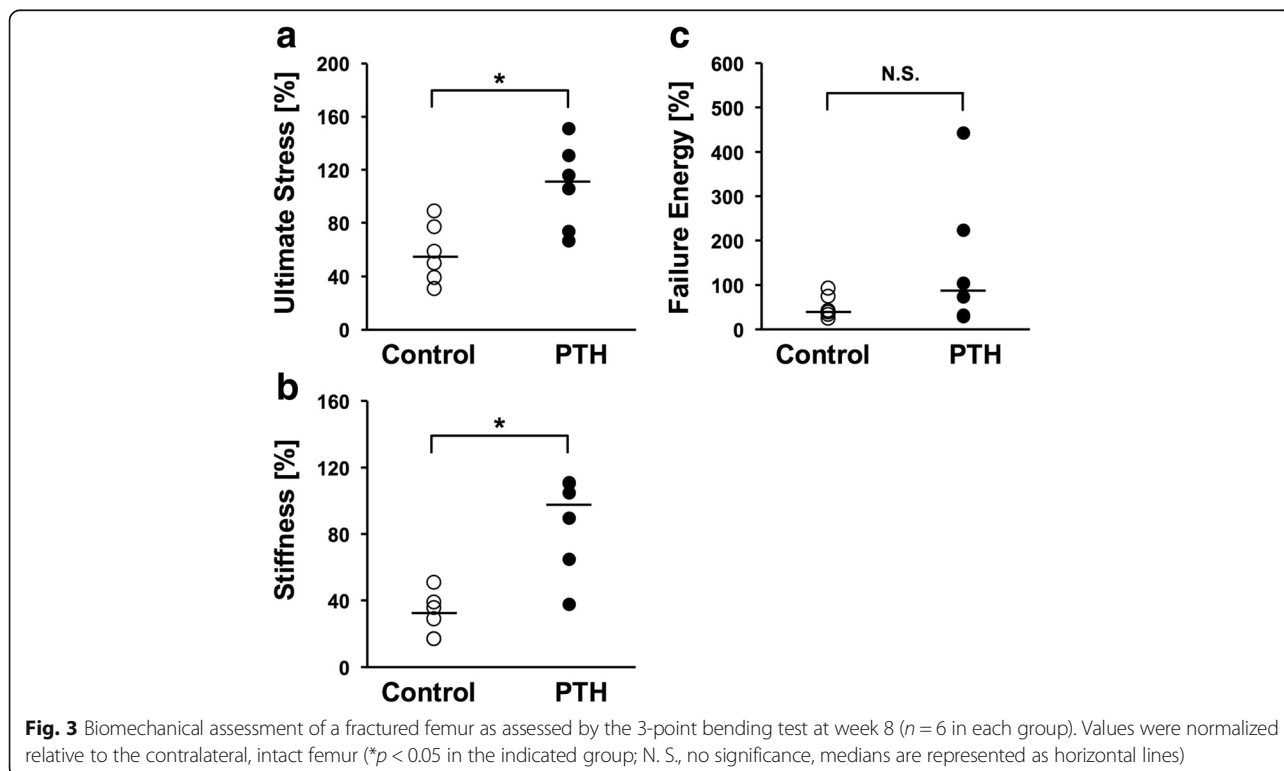 a
200
160
120
80
40
0
Ultimate Stress [%]
*
Control PTH
b
160
120
80
40
0
Stiffness [%]
*
Control PTH
c
600
500
400
300
200
100
0
Failure Energy [%]
N.S.
Control PTH
Fig. 3 Biomechanical assessment of a fractured femur as assessed by the 3-point bending test at week 8 (n = 6 in each group). Values were normalized
relative to the contralateral, intact femur (*p < 0.05 in the indicated group; N. S., no significance, medians are represented as horizontal lines)